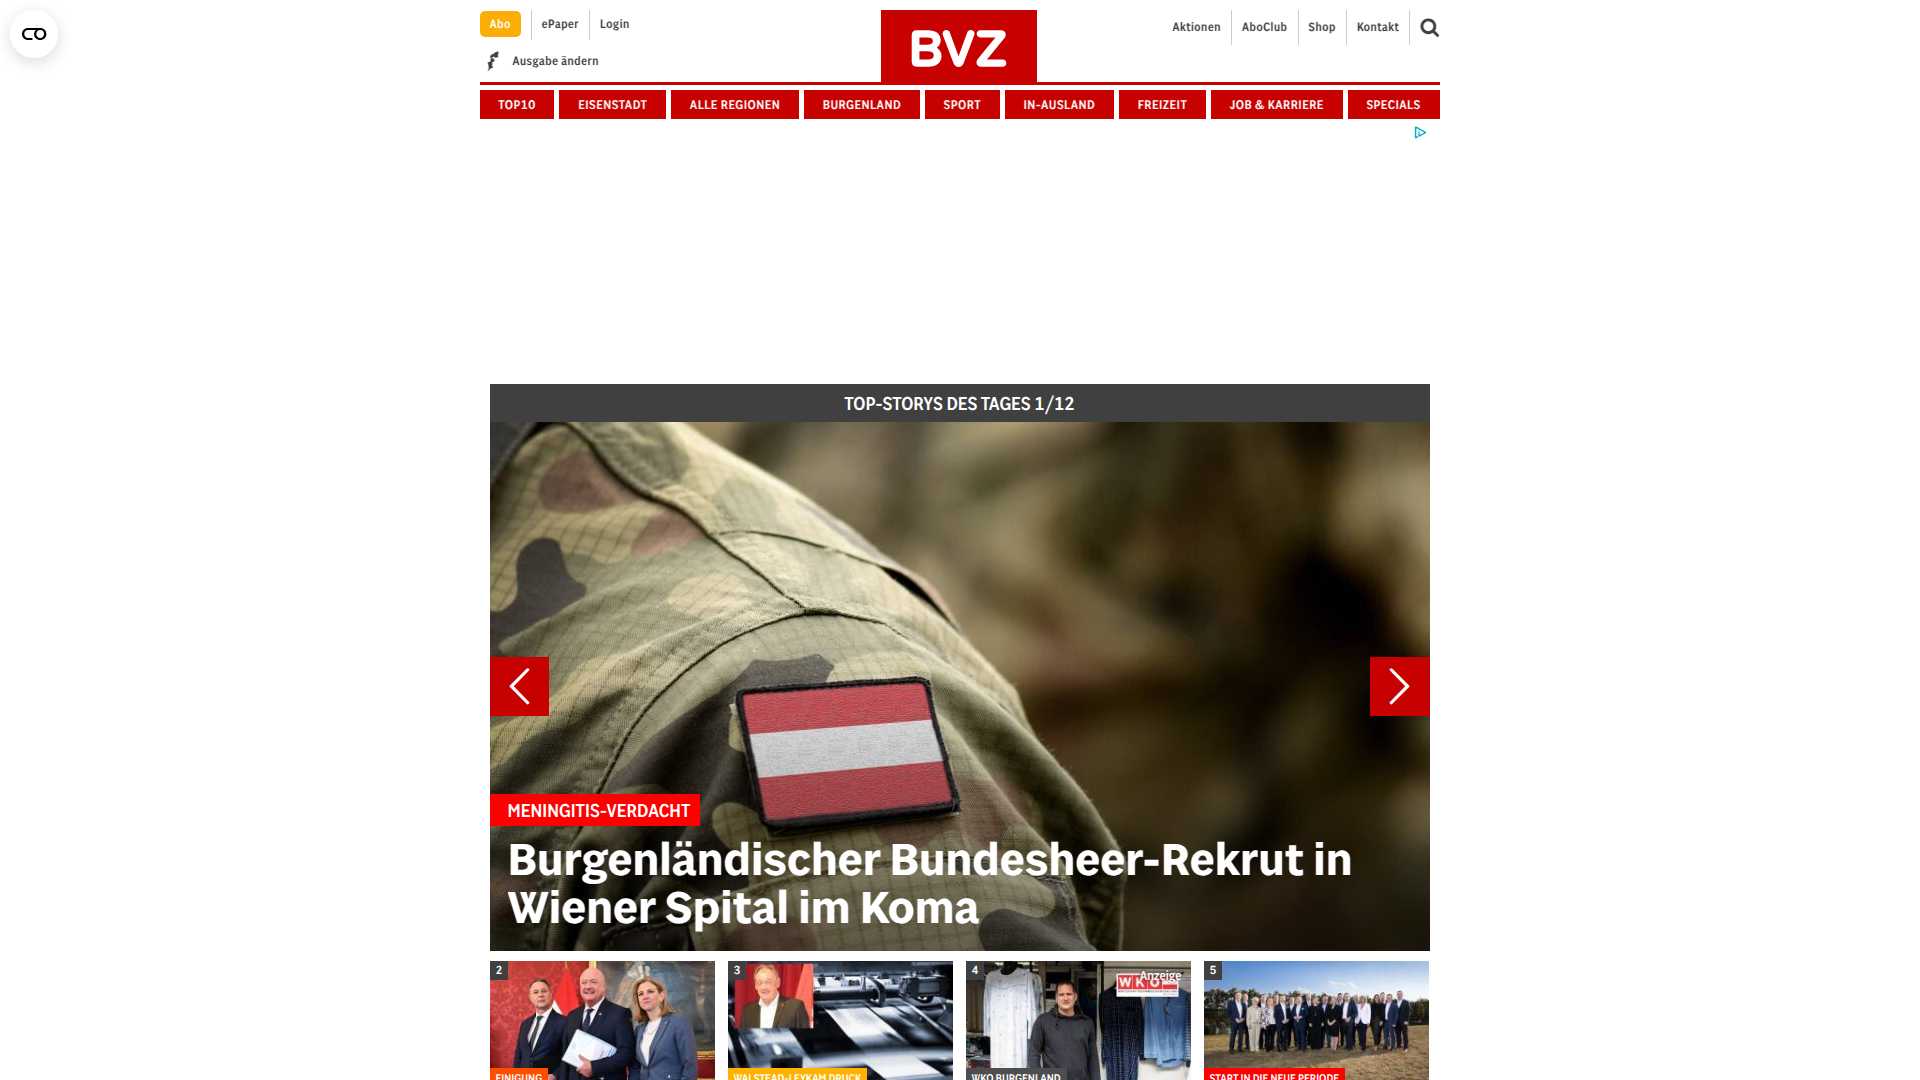 Abo
ePaper
Login
Ausgabe ändern
BVZ
Aktionen
AboClub
Shop
Kontakt
TOP10
EISENSTADT
ALLE REGIONEN
BURGENLAND
SPORT
IN-AUSLAND
FREIZEIT
JOB & KARRIERE
SPECIALS
TOP-STORYS DES TAGES 1/12
MENINGITIS-VERDACHT
Burgenländischer Bundesheer-Rekrut in
Wiener Spital im Koma
2
EINIGUNG
3
WALSTEAD-LEYKAM DRUCK
4
Anzeige
WKO
WKO BURGENLAND
5
START IN DIE NEUE PERIODE